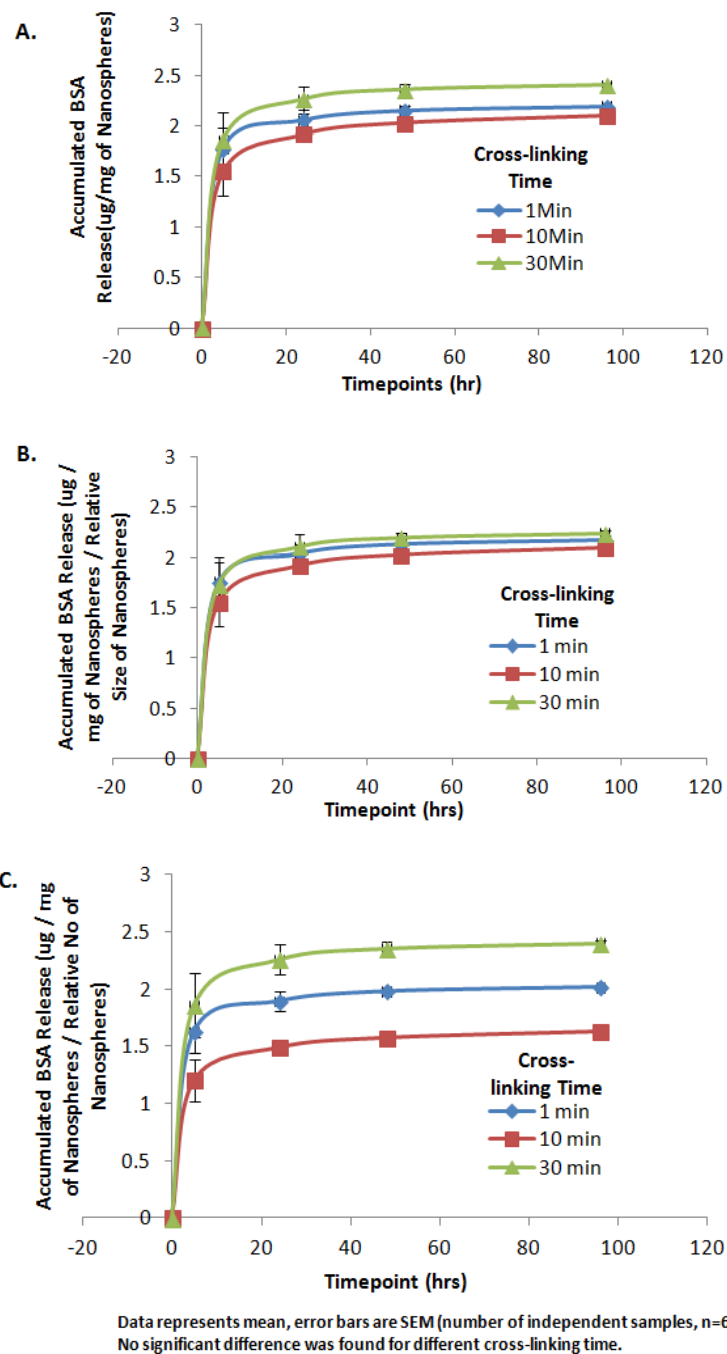 A.
Accumulated BSA
Release(ug/mg of Nanospheres)
3
2.5
2
1.5
1
0.5
0
-20
0
20
40
60
80
100
120
Timepoints (hr)
Cross-linking
Time
1Min
10Min
30Min
B.
Accumulated BSA Release (ug /
mg of Nanospheres / Relative
Size of Nanospheres)
3
2.5
2
1.5
1
0.5
0
-20
0
20
40
60
80
100
120
Timepoint (hrs)
Cross-linking
Time
1 min
10 min
30 min
C.
Accumulated BSA Release (ug / mg
of Nanospheres / Relative No of
Nanospheres)
3
2.5
2
1.5
1
0.5
0
-20
0
20
40
60
80
100
120
Timepoint (hrs)
Cross-
linking Time
1 min
10 min
30 min
Data represents mean, error bars are SEM (number of independent samples, n=6
No significant difference was found for different cross-linking time.